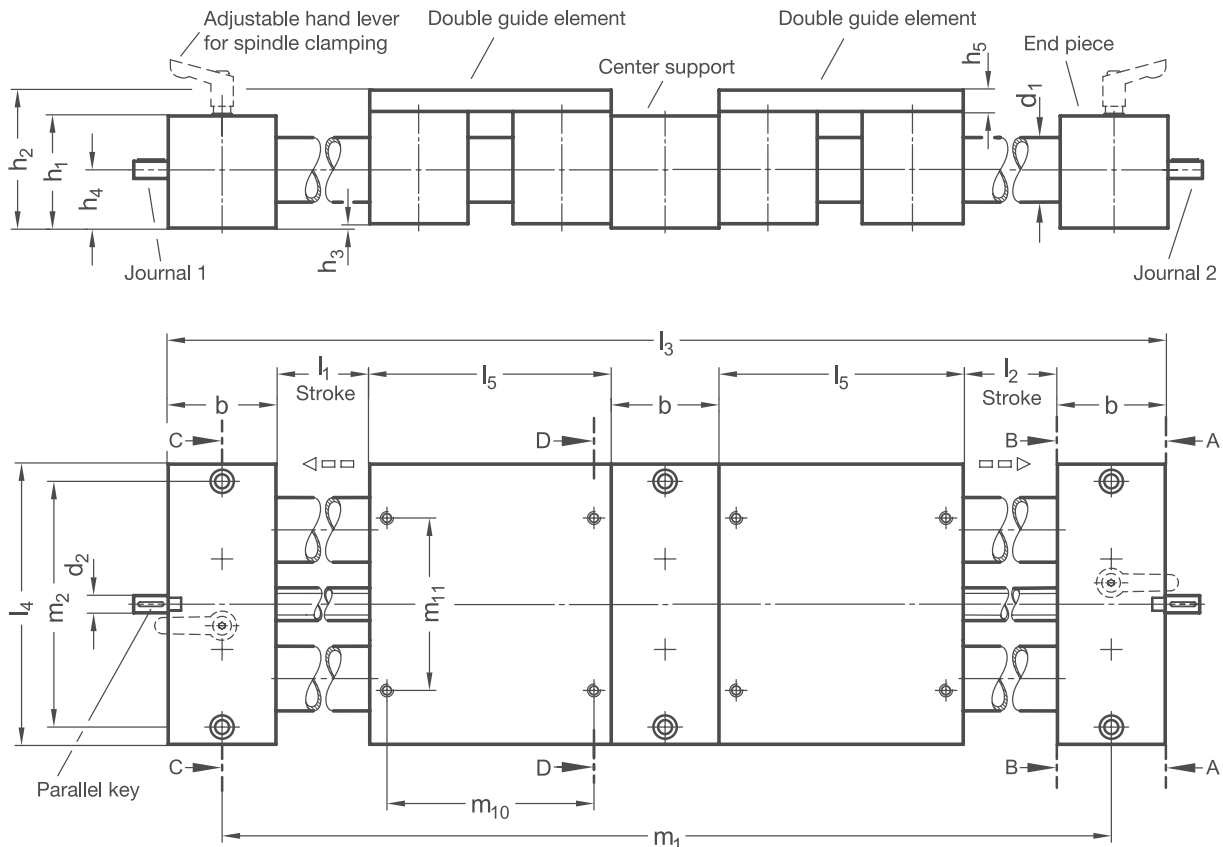 Adjustable hand lever
for spindle clamping
Double guide element
Double guide element
Center support
End piece
h5
d1
h2
h1
h4
h3
Journal 1
Journal 2
l3
l1
Stroke
l5
l5
l2
Stroke
b
b
b
C
D
B
A
l4
m2
d2
m11
C
D
B
A
Parallel key
m10
m1